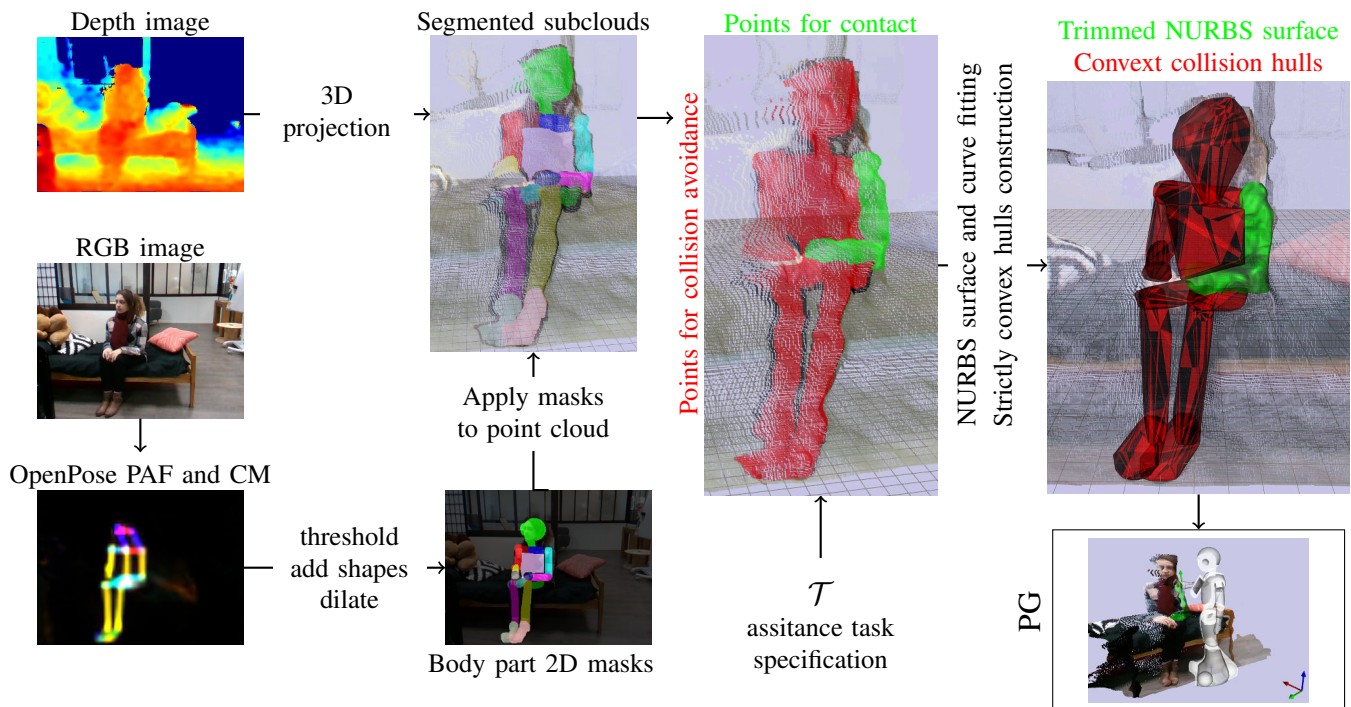 Depth image
3D
projection
Segmented subclouds
RGB image
OpenPose PAF and CM
threshold
add shapes
dilate
Body part 2D masks
Apply masks
to point cloud
Points for contact
Points for collision avoidance
𝒯
assitance task
specification
NURBS surface and curve fitting
Strictly convex hulls construction
Trimmed NURBS surface
Convext collision hulls
PG